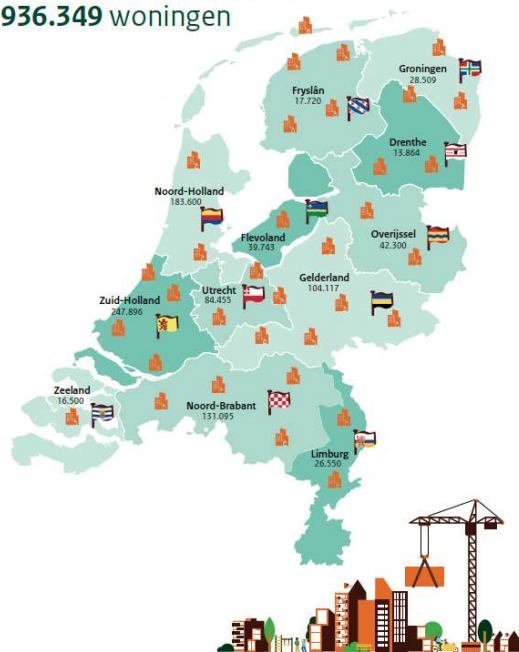 936.349 woningen
Groningen
28.509
Fryslân
17.720
Drenthe
13.864
Noord-Holland
183.600
Flevoland
39.743
Overijssel
42.300
Gelderland
104.117
Utrecht
84.455
Zuid-Holland
247.896
Zeeland
16.500
Noord-Brabant
131.095
Limburg
26.550